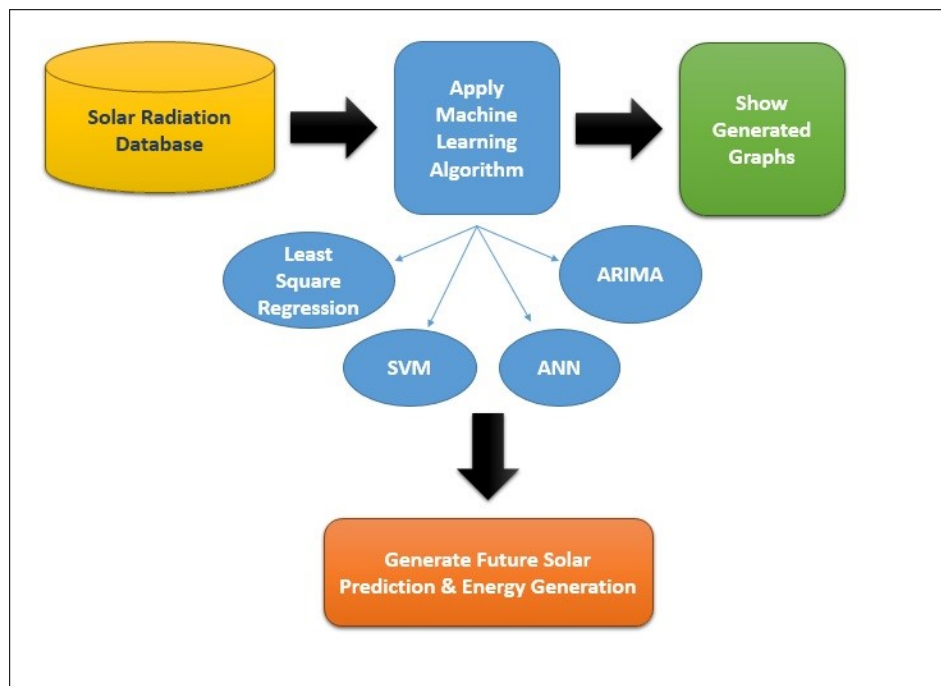 Solar Radiation
Database
Apply
Machine
Learning
Algorithm
Show
Generated
Graphs
Least
Square
Regression
ARIMA
SVM
ANN
Generate Future Solar
Prediction & Energy Generation